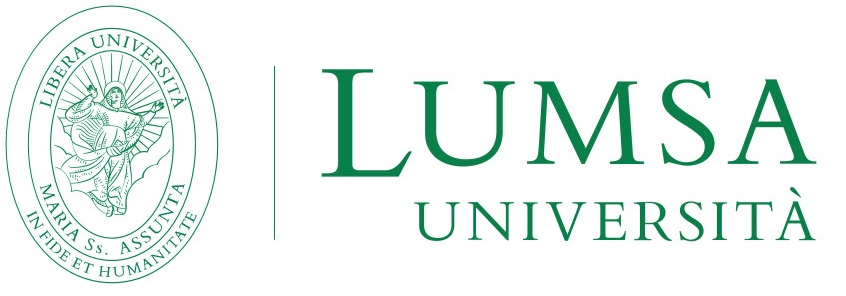 LIBERA UNIVERSITÀ
MARIA Ss. ASSUNTA
IN FIDE ET HUMANITATE
LUMSA
UNIVERSITÀ